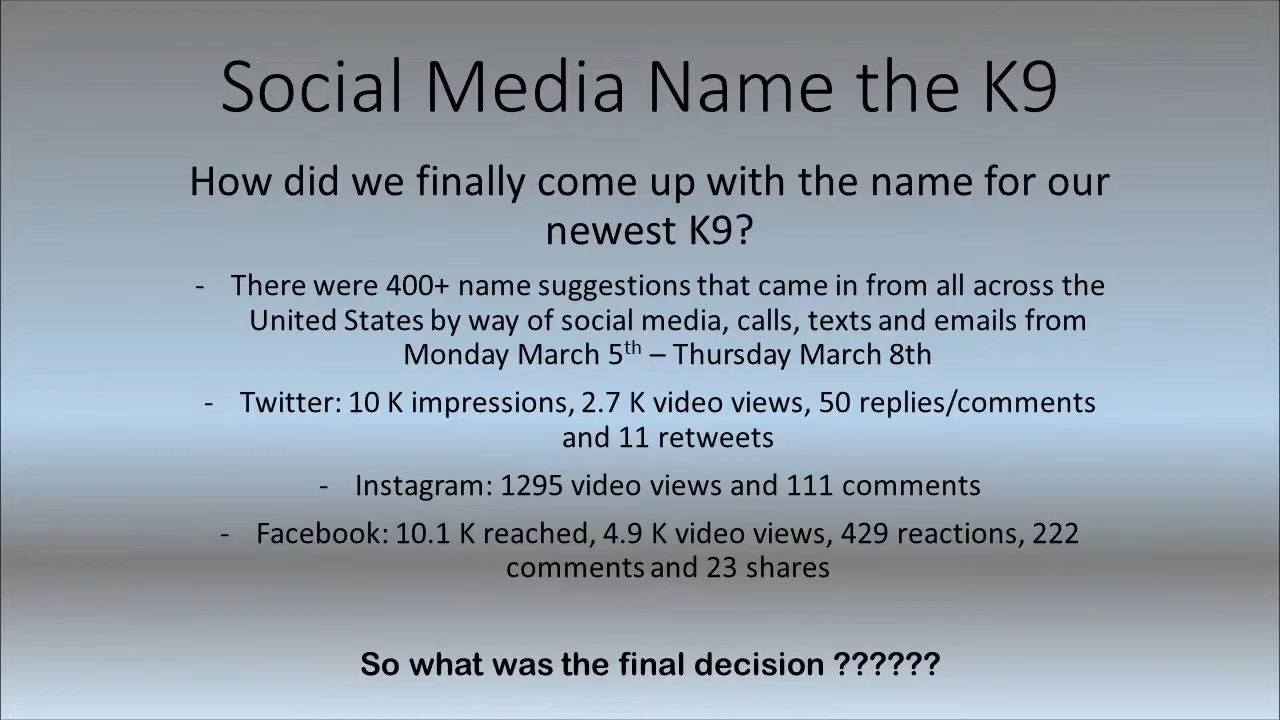 Social Media Name the K9
How did we finally come up with the name for our
newest K9?
- There were 400+ name suggestions that came in from all across the
United States by way of social media, calls, texts and emails from
Monday March 5th – Thursday March 8th
- Twitter: 10 K impressions, 2.7 K video views, 50 replies/comments
and 11 retweets
- Instagram: 1295 video views and 111 comments
- Facebook: 10.1 K reached, 4.9 K video views, 429 reactions, 222
comments and 23 shares
So what was the final decision ??????